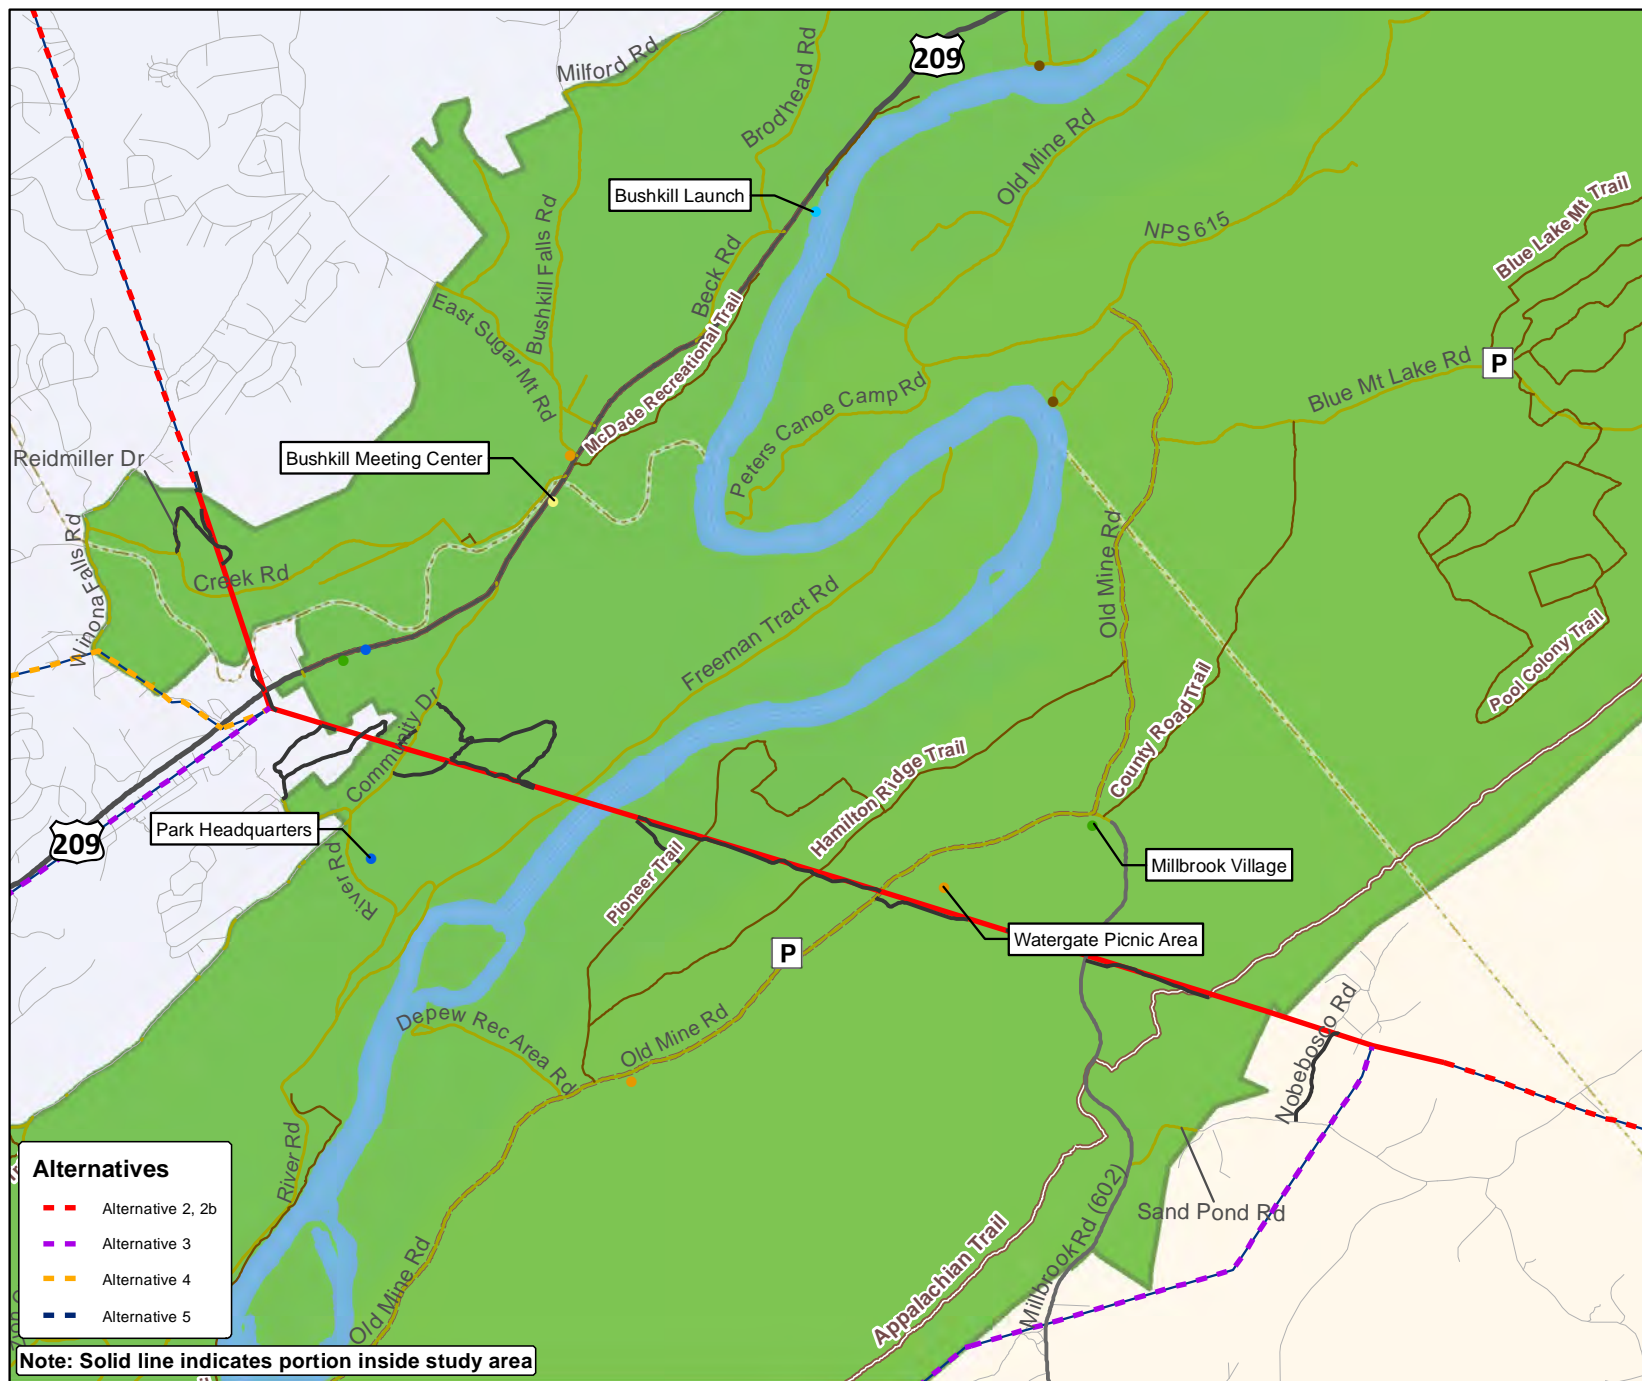 209
Milford Rd
Brodhead Rd
Old Mine Rd
Bushkill Launch
Blue Lake Mt Trail
NPS 615
Bushkill Falls Rd
Beck Rd
East Sugar Mt Rd
McDade Recreational Trail
Peters Canoe Camp Rd
Blue Mt Lake Rd
P
Reidmiller Dr
Bushkill Meeting Center
Winona Falls Rd
Creek Rd
Old Mine Rd
Freeman Tract Rd
County Road Trail
Pool Colony Trail
Community Dr
Hamilton Ridge Trail
209
Park Headquarters
River Rd
Pioneer Trail
Millbrook Village
P
Watergate Picnic Area
Depew Rec Area Rd
Old Mine Rd
Nobebosco Rd
River Rd
Sand Pond Rd
Millbrook Rd (602)
Appalachian Trail
Old Mine Rd
Alternatives
Alternative 2, 2b
Alternative 3
Alternative 4
Alternative 5
Note: Solid line indicates portion inside study area